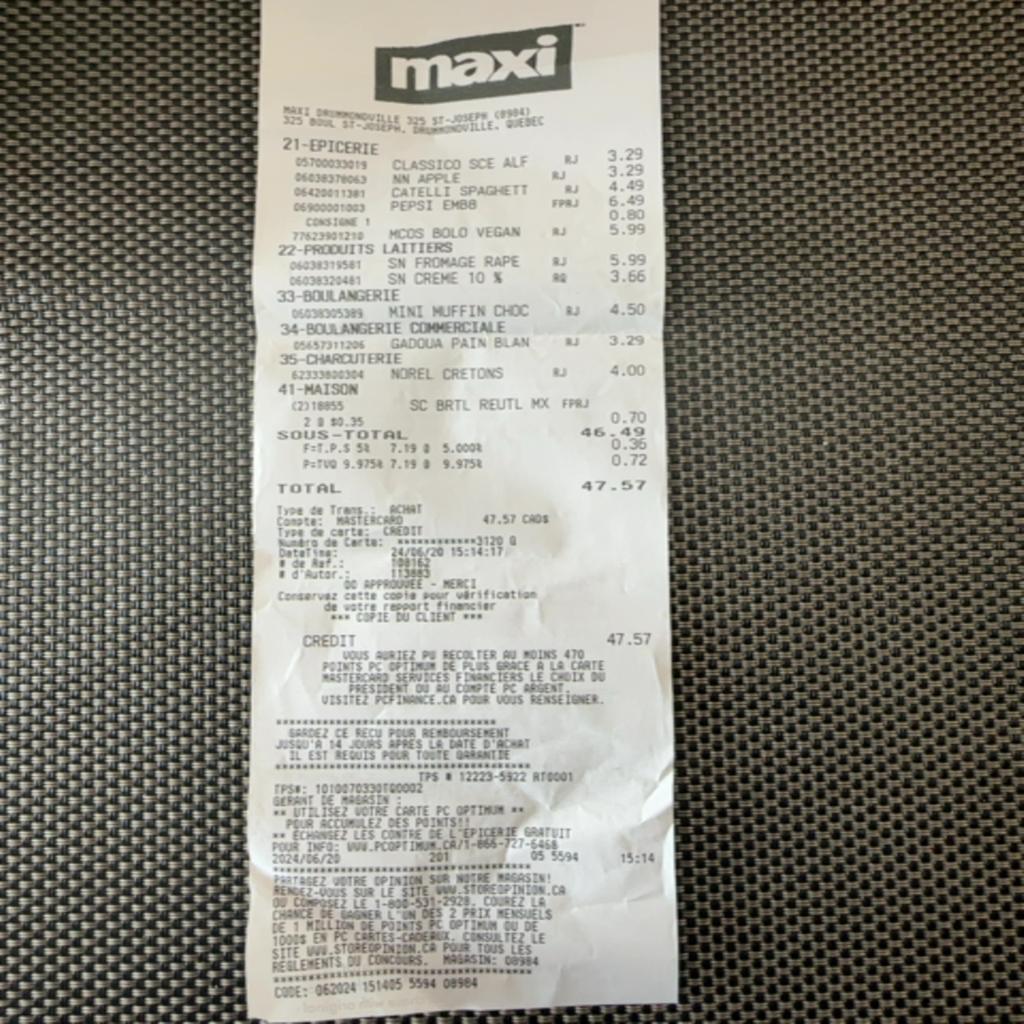 maxi
MAXI DRUMMONDVILLE 325 ST-JOSEPH (8984)
325 BOUL ST-JOSEPH, DRUMMONDVILLE, QUEBEC
21-EPICERIE
05700033019 CLASSICO SCE ALF RJ 3.29
06038378063 NN APPLE RJ 3.29
06420011381 CATELLI SPAGHETT RJ 4.49
06900001003 PEPSI EMB8 FPRJ 6.49
CONSIGNE 1 0.80
77623901210 MCOS BOLO VEGAN RJ 5.99
22-PRODUITS LAITIERS
06038319581 SN FROMAGE RAPE RJ 5.99
06038320481 SN CREME 10 % RQ 3.66
33-BOULANGERIE
06038305389 MINI MUFFIN CHOC RJ 4.50
34-BOULANGERIE COMMERCIALE
05657311206 GADOUA PAIN BLAN RJ 3.29
35-CHARCUTERIE
62333800304 NOREL CRETONS RJ 4.00
41-MAISON
(2)18855 SC BRTL REUTL MX FPRJ
2 @ $0.35 0.70
SOUS-TOTAL 46.49
F=T.P.S 5% 7.19 @ 5.000% 0.36
P=TVQ 9.975% 7.19 @ 9.975% 0.72
TOTAL 47.57
Type de Trans.: ACHAT
Compte: MASTERCARD 47.57 CAD$
Type de carte: CREDIT
Numéro de Carte: ************3120 Q
DateTime: 24/06/20 15:14:17
# de Ref.: 108162
# d'Autor.: 113883
00 APPROUVEE - MERCI
Conservez cette copie pour vérification
de votre rapport financier
*** COPIE DU CLIENT ***
CREDIT 47.57
VOUS AURIEZ PU RECOLTER AU MOINS 470
POINTS PC OPTIMUM DE PLUS GRACE A LA CARTE
MASTERCARD SERVICES FINANCIERS LE CHOIX DU
PRESIDENT OU AU COMPTE PC ARGENT.
VISITEZ PCFINANCE.CA POUR VOUS RENSEIGNER.
********************************
GARDEZ CE RECU POUR REMBOURSEMENT
JUSQU'A 14 JOURS APRES LA DATE D'ACHAT
IL EST REQUIS POUR TOUTE GARANTIE
*************************************
TPS # 12223-5922 RT0001
TPS#: 1010070330TQ0002
GERANT DE MAGASIN :
** UTILISEZ VOTRE CARTE PC OPTIMUM **
POUR ACCUMULEZ DES POINTS!!
** ECHANGEZ LES CONTRE DE L'EPICERIE GRATUIT
POUR INFO: WWW.PCOPTIMUM.CA/1-866-727-6468
2024/06/20 201 05 5594 15:14
*************************************
PARTAGEZ VOTRE OPINION SUR NOTRE MAGASIN!
RENDEZ-VOUS SUR LE SITE WWW.STOREOPINION.CA
OU COMPOSEZ LE 1-800-531-2928. COUREZ LA
CHANCE DE GAGNER L'UN DES 2 PRIX MENSUELS
DE 1 MILLION DE POINTS PC OPTIMUM OU DE
1000$ EN PC CARTES-CADEAUX. CONSULTEZ LE
SITE WWW.STOREOPINION.CA POUR TOUS LES
REGLEMENTS DU CONCOURS. MAGASIN: 08984
*************************************
CODE: 062024 151405 5594 08984